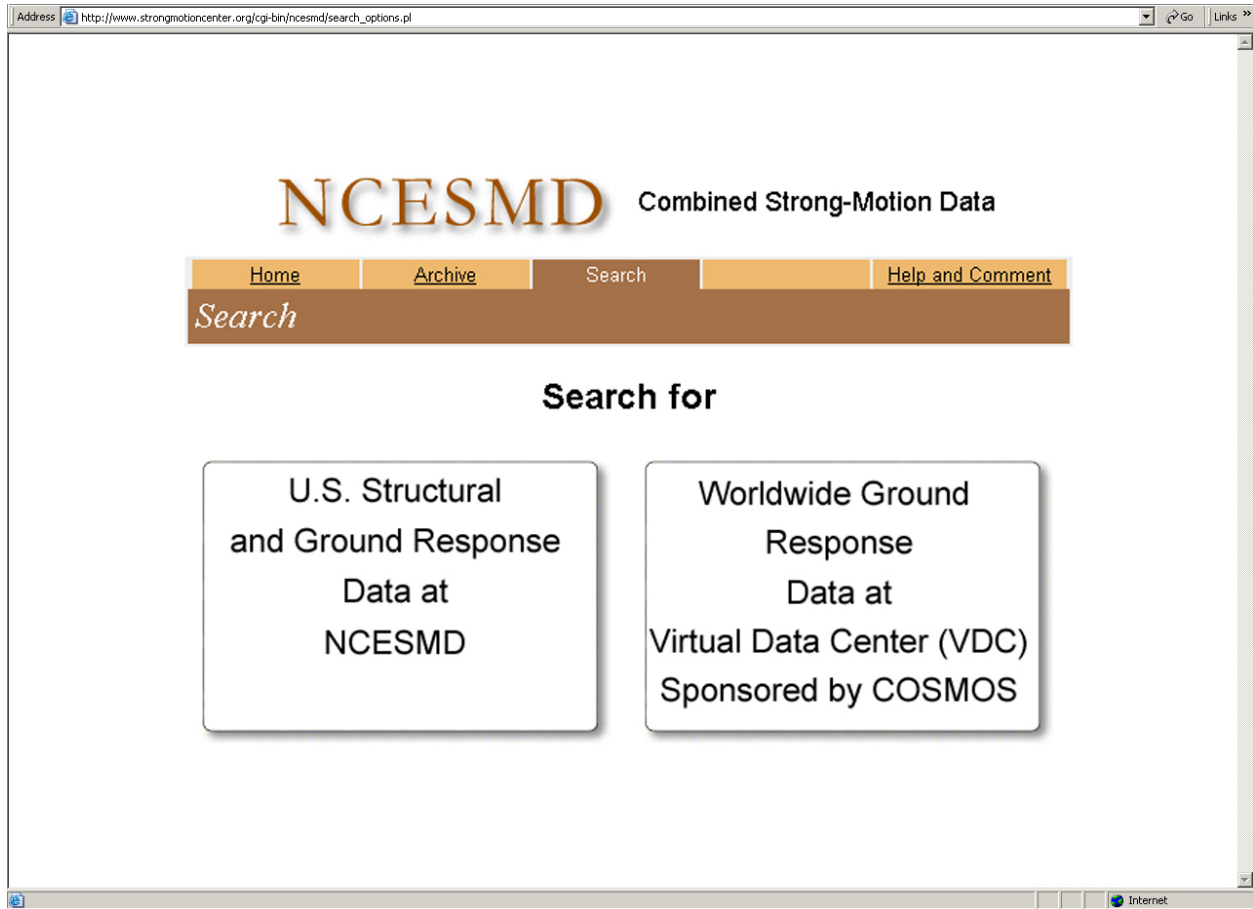 Address http://www.strongmotioncenter.org/cgi-bin/ncesmd/search_options.pl Go Links »
NCESMD Combined Strong-Motion Data
Home Archive Search Help and Comment
Search
Search for
U.S. Structural
and Ground Response
Data at
NCESMD
Worldwide Ground
Response
Data at
Virtual Data Center (VDC)
Sponsored by COSMOS
Internet